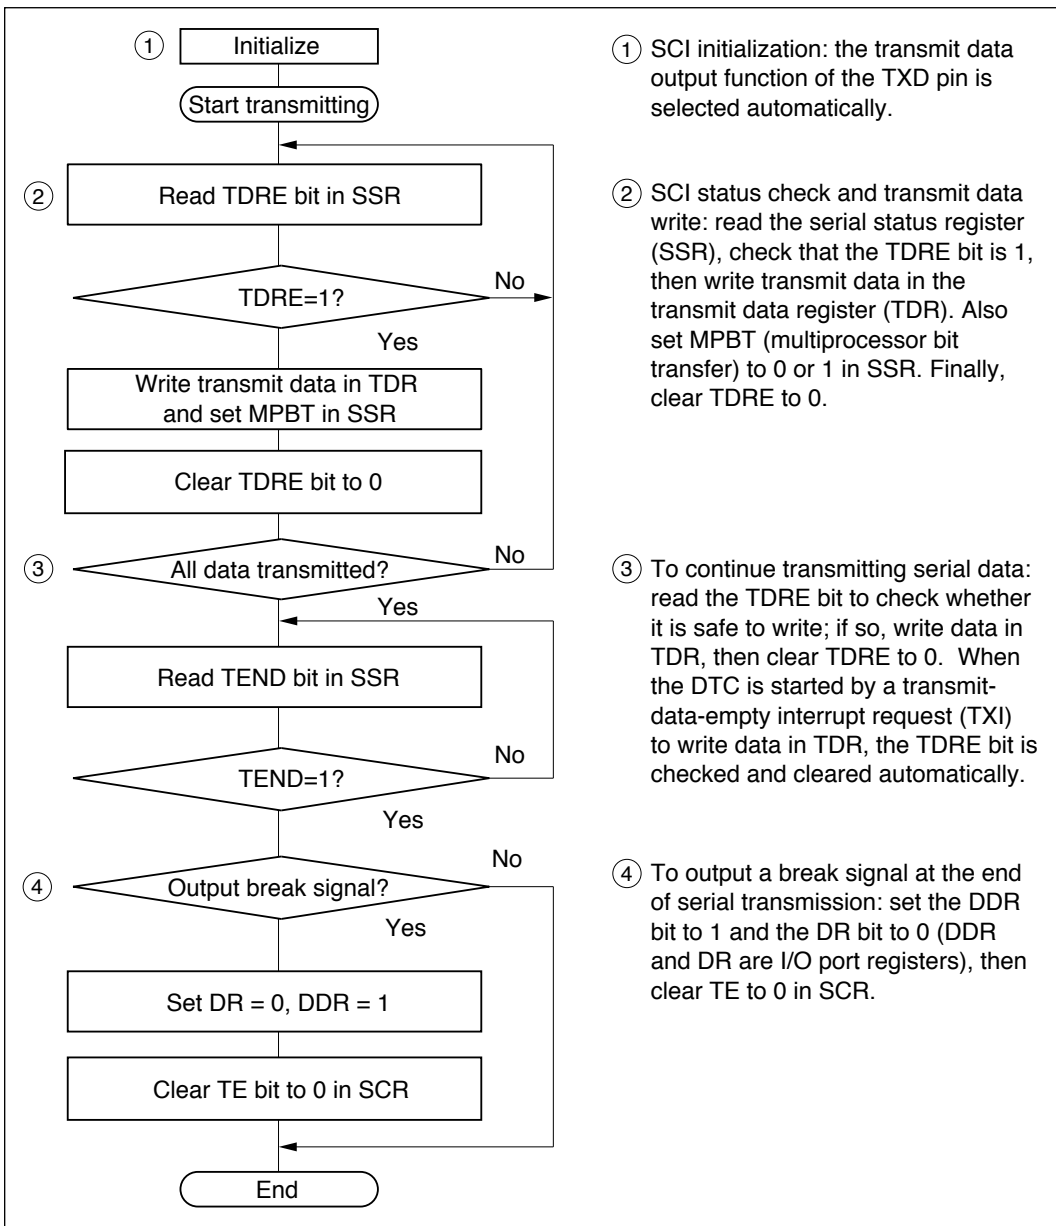 1 Initialize
Start transmitting
2 Read TDRE bit in SSR
TDRE=1?
No
Yes
Write transmit data in TDR
and set MPBT in SSR
Clear TDRE bit to 0
3 All data transmitted?
No
Yes
Read TEND bit in SSR
TEND=1?
No
Yes
4 Output break signal?
No
Yes
Set DR = 0, DDR = 1
Clear TE bit to 0 in SCR
End
1 SCI initialization: the transmit data
output function of the TXD pin is
selected automatically.
2 SCI status check and transmit data
write: read the serial status register
(SSR), check that the TDRE bit is 1,
then write transmit data in the
transmit data register (TDR). Also
set MPBT (multiprocessor bit
transfer) to 0 or 1 in SSR. Finally,
clear TDRE to 0.
3 To continue transmitting serial data:
read the TDRE bit to check whether
it is safe to write; if so, write data in
TDR, then clear TDRE to 0. When
the DTC is started by a transmit-
data-empty interrupt request (TXI)
to write data in TDR, the TDRE bit is
checked and cleared automatically.
4 To output a break signal at the end
of serial transmission: set the DDR
bit to 1 and the DR bit to 0 (DDR
and DR are I/O port registers), then
clear TE to 0 in SCR.